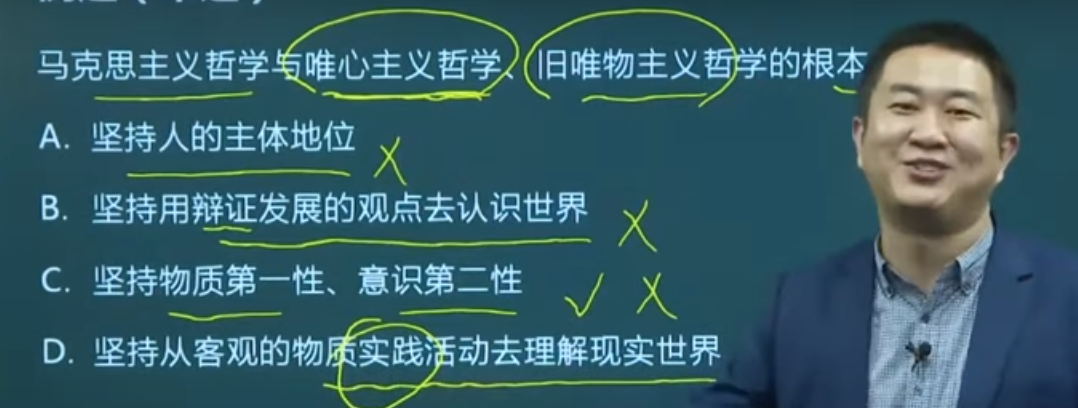 马克思主义哲学与唯心主义哲学、旧唯物主义哲学的根本
A. 坚持人的主体地位
B. 坚持用辩证发展的观点去认识世界
C. 坚持物质第一性、意识第二性
D. 坚持从客观的物质实践活动去理解现实世界